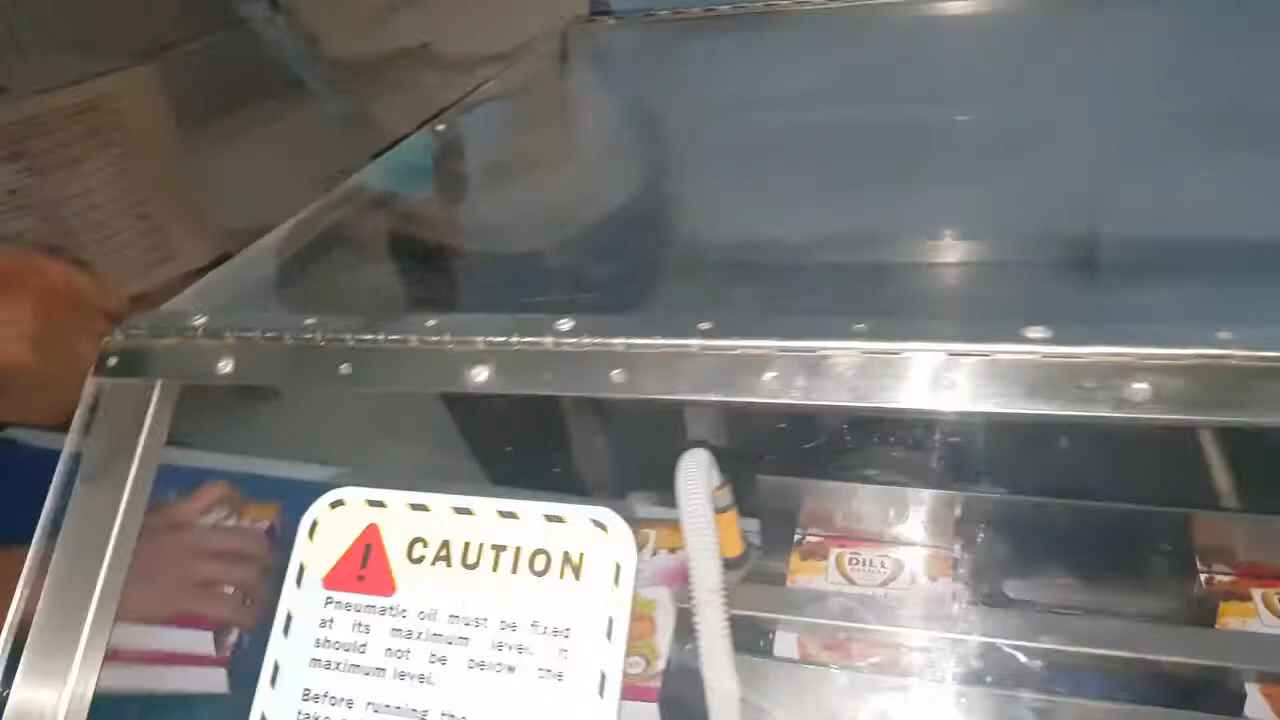 CAUTION
Pneumatic oil must be fixed
at its maximum level. It
should not be below the
maximum level.
Before running the
take
DILL